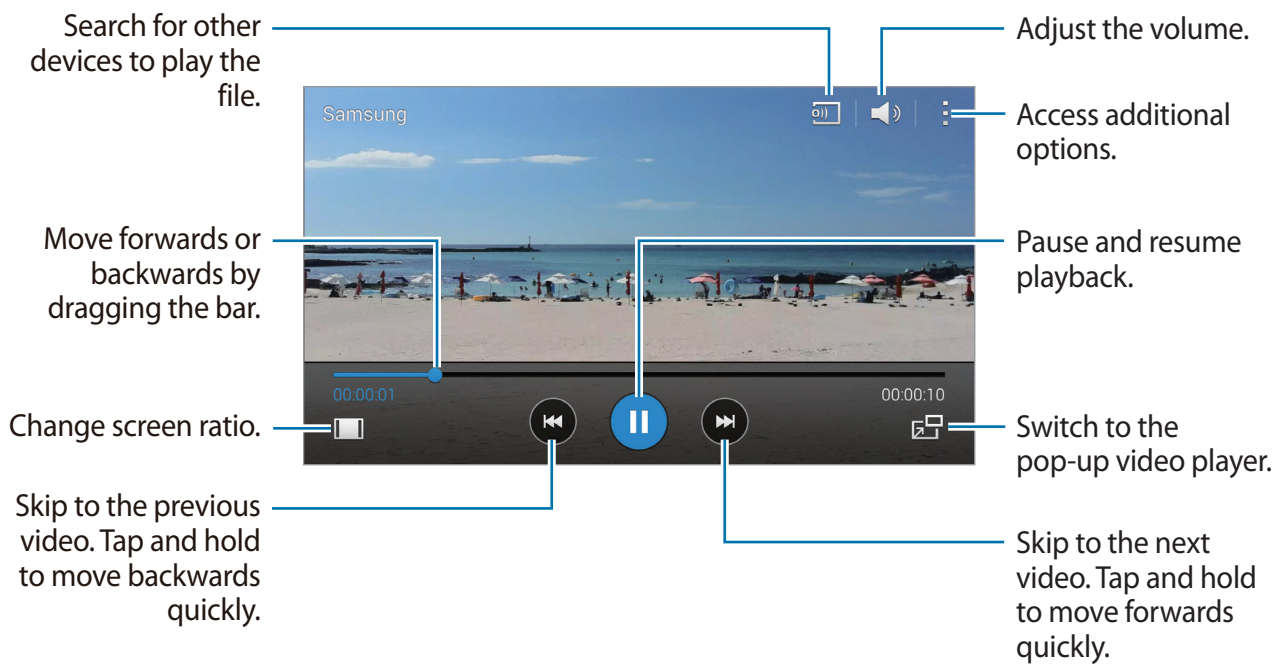 Search for other
devices to play the
file.
Adjust the volume.
Samsung
Access additional
options.
Move forwards or
backwards by
dragging the bar.
Pause and resume
playback.
00:00:01
00:00:10
Change screen ratio.
Switch to the
pop-up video player.
Skip to the previous
video. Tap and hold
to move backwards
quickly.
Skip to the next
video. Tap and hold
to move forwards
quickly.